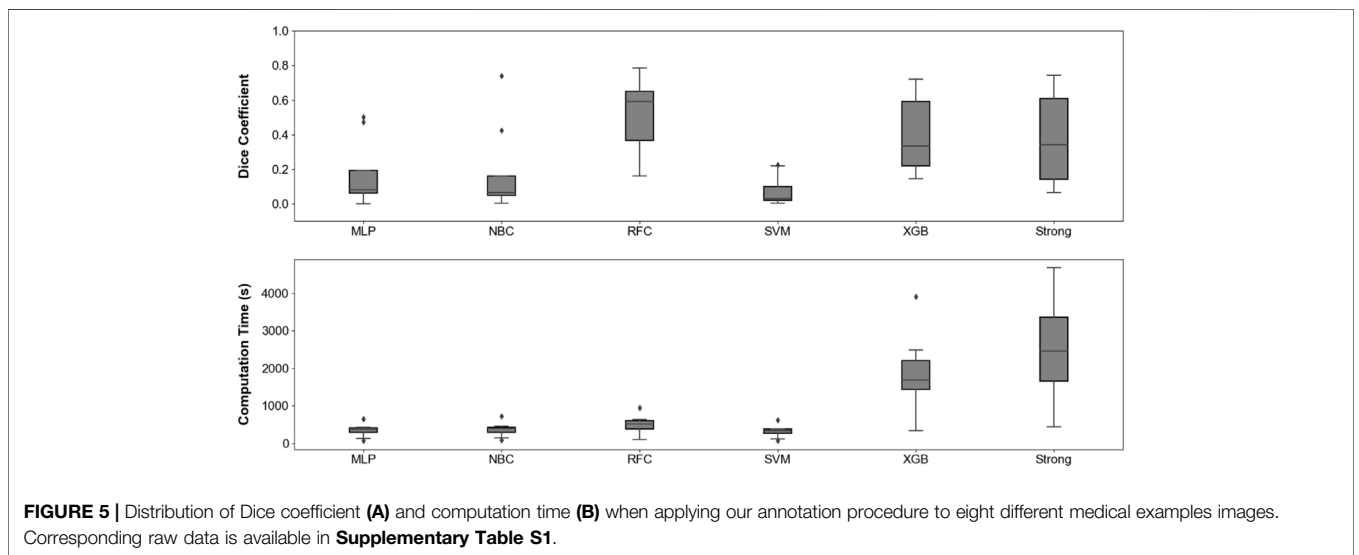 1.0
0.8
0.6
0.4
0.2
0.0
Dice Coefficient
MLP NBC RFC SVM XGB Strong
4000
3000
2000
1000
0
Computation Time (s)
MLP NBC RFC SVM XGB Strong
FIGURE 5 | Distribution of Dice coefficient (A) and computation time (B) when applying our annotation procedure to eight different medical examples images.
Corresponding raw data is available in Supplementary Table S1.